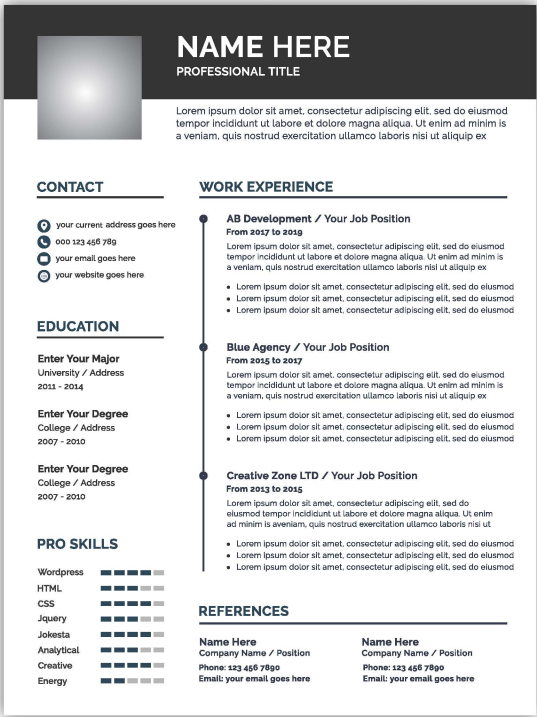 NAME HERE
PROFESSIONAL TITLE
Lorem ipsum dolor sit amet, consectetur adipiscing elit, sed do eiusmod
tempor incididunt ut labore et dolore magna aliqua. Ut enim ad minim is
a veniam, quis nostrud exercitation ullamco laboris nisi ut aliquip ex
CONTACT
your current address goes here
000 123 456 789
your email goes here
your website goes here
EDUCATION
Enter Your Major
University / Address
2011 - 2014
Enter Your Degree
College / Address
2007 - 2010
Enter Your Degree
College / Address
2007 - 2010
PRO SKILLS
Wordpress
HTML
CSS
Jquery
Jokesta
Analytical
Creative
Energy
WORK EXPERIENCE
AB Development / Your Job Position
From 2017 to 2019
Lorem ipsum dolor sit amet, consectetur adipiscing elit, sed do eiusmod
tempor incididunt ut labore et dolore magna aliqua. Ut enim ad minim is
a veniam, quis nostrud exercitation ullamco laboris nisi ut aliquip ex
• Lorem ipsum dolor sit amet, consectetur adipiscing elit, sed do eiusmod
• Lorem ipsum dolor sit amet, consectetur adipiscing elit, sed do eiusmod
• Lorem ipsum dolor sit amet, consectetur adipiscing elit, sed do eiusmod
Blue Agency / Your Job Position
From 2015 to 2017
Lorem ipsum dolor sit amet, consectetur adipiscing elit, sed do eiusmod
tempor incididunt ut labore et dolore magna aliqua. Ut enim ad minim is
a veniam, quis nostrud exercitation ullamco laboris nisi ut aliquip ex
• Lorem ipsum dolor sit amet, consectetur adipiscing elit, sed do eiusmod
• Lorem ipsum dolor sit amet, consectetur adipiscing elit, sed do eiusmod
• Lorem ipsum dolor sit amet, consectetur adipiscing elit, sed do eiusmod
Creative Zone LTD / Your Job Position
From 2013 to 2015
Lorem ipsum dolor sit amet, consectetur adipiscing elit, sed do
eiusmod tempor incididunt ut labore et dolore magna aliqua. Ut enim
ad minim is aveniam, quis nostrud exercitation ullamco laboris nisi ut
• Lorem ipsum dolor sit amet, consectetur adipiscing elit, sed do eiusmod
• Lorem ipsum dolor sit amet, consectetur adipiscing elit, sed do eiusmod
• Lorem ipsum dolor sit amet, consectetur adipiscing elit, sed do eiusmod
REFERENCES
Name Here
Company Name / Position
Phone: 123 456 7890
Email: your email goes here
Name Here
Company Name / Position
Phone: 123 456 7890
Email: your email goes here